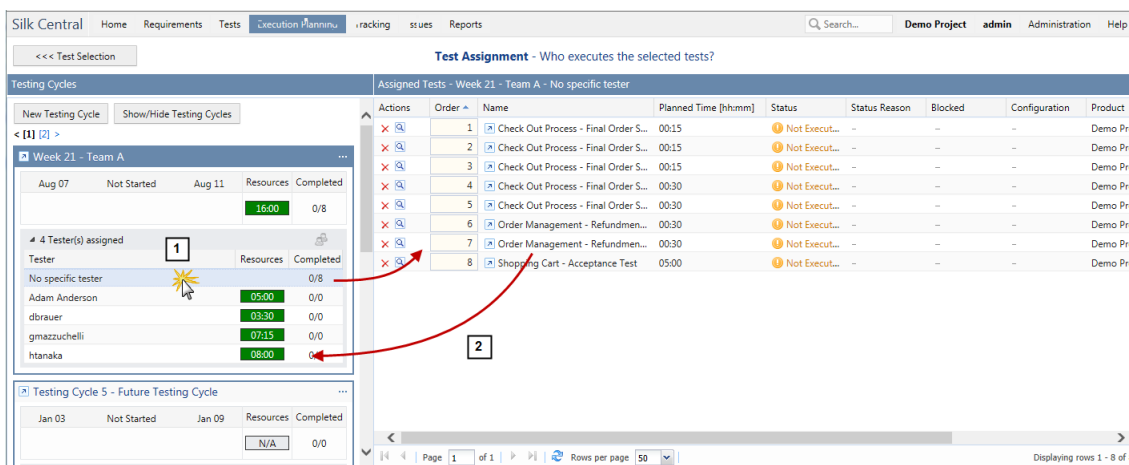 Silk Central Home Requirements Tests Execution Planning racking ssues Reports Search... Demo Project admin Administration Help
<<< Test Selection Test Assignment - Who executes the selected tests?
Testing Cycles
Assigned Tests - Week 21 - Team A - No specific tester
New Testing Cycle Show/Hide Testing Cycles
< [1] [2] >
Week 21 - Team A ...
Aug 07 Not Started Aug 11 Resources Completed
16:00 0/8
4 Tester(s) assigned
1
Tester Resources Completed
No specific tester 0/8
Adam Anderson 05:00 0/0
dbrauer 03:30 0/0
gmazzuchelli 07:15 0/0
htanaka 08:00
2
Testing Cycle 5 - Future Testing Cycle ...
Jan 03 Not Started Jan 09 Resources Completed
N/A 0/0
Actions Order Name Planned Time [hh:mm] Status Status Reason Blocked Configuration Product
1 Check Out Process - Final Order S... 00:15 Not Execut... – – – Demo Pr
2 Check Out Process - Final Order S... 00:15 Not Execut... – – – Demo Pr
3 Check Out Process - Final Order S... 00:15 Not Execut... – – – Demo Pr
4 Check Out Process - Final Order S... 00:30 Not Execut... – – – Demo Pr
5 Check Out Process - Final Order S... 00:30 Not Execut... – – – Demo Pr
6 Order Management - Refundmen... 00:30 Not Execut... – – – Demo Pr
7 Order Management - Refundmen... 00:30 Not Execut... – – – Demo Pr
8 Shopping Cart - Acceptance Test 05:00 Not Execut... – – – Demo Pr
Page 1 of 1 Rows per page 50 Displaying rows 1 - 8 of